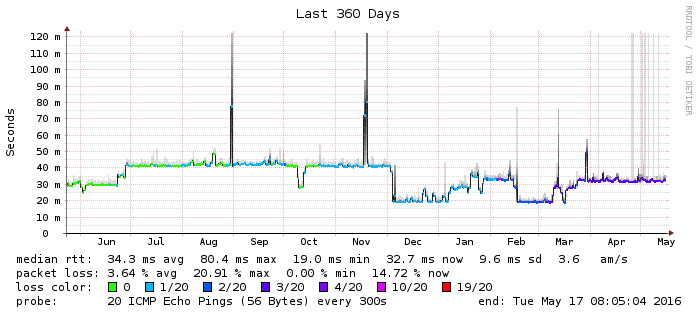 Last 360 Days
RRDTOOL / TOBI OETIKER
Seconds
120 m
110 m
100 m
90 m
80 m
70 m
60 m
50 m
40 m
30 m
20 m
10 m
0
Jun Jul Aug Sep Oct Nov Dec Jan Feb Mar Apr May
median rtt: 34.3 ms avg 80.4 ms max 19.0 ms min 32.7 ms now 9.6 ms sd 3.6 am/s
packet loss: 3.64 % avg 20.91 % max 0.00 % min 14.72 % now
loss color: 0 1/20 2/20 3/20 4/20 10/20 19/20
probe: 20 ICMP Echo Pings (56 Bytes) every 300s end: Tue May 17 08:05:04 2016